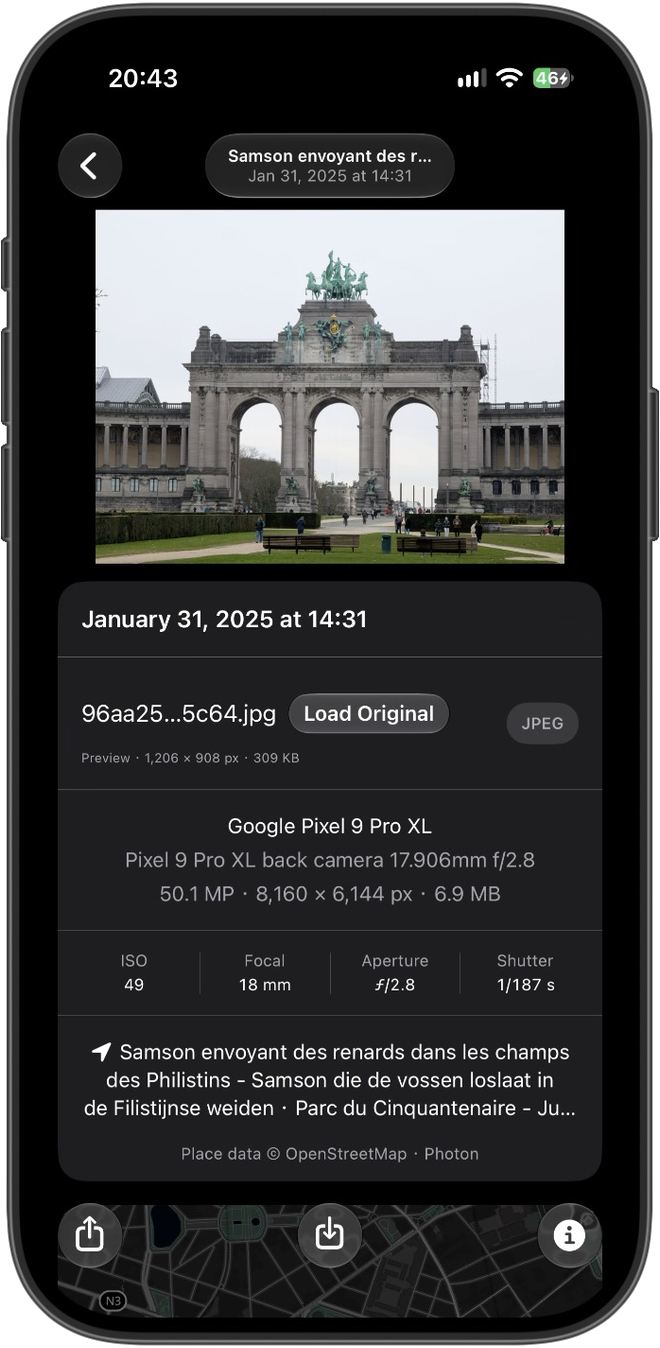 20:43
46
Samson envoyant des r...
Jan 31, 2025 at 14:31
January 31, 2025 at 14:31
96aa25...5c64.jpg Load Original
JPEG
Preview · 1,206 × 908 px · 309 KB
Google Pixel 9 Pro XL
Pixel 9 Pro XL back camera 17.906mm f/2.8
50.1 MP · 8,160 × 6,144 px · 6.9 MB
ISO Focal Aperture Shutter
49 18 mm ƒ/2.8 1/187 s
Samson envoyant des renards dans les champs
des Philistins - Samson die de vossen loslaat in
de Filistijnse weiden · Parc du Cinquantenaire - Ju...
Place data © OpenStreetMap · Photon
N3